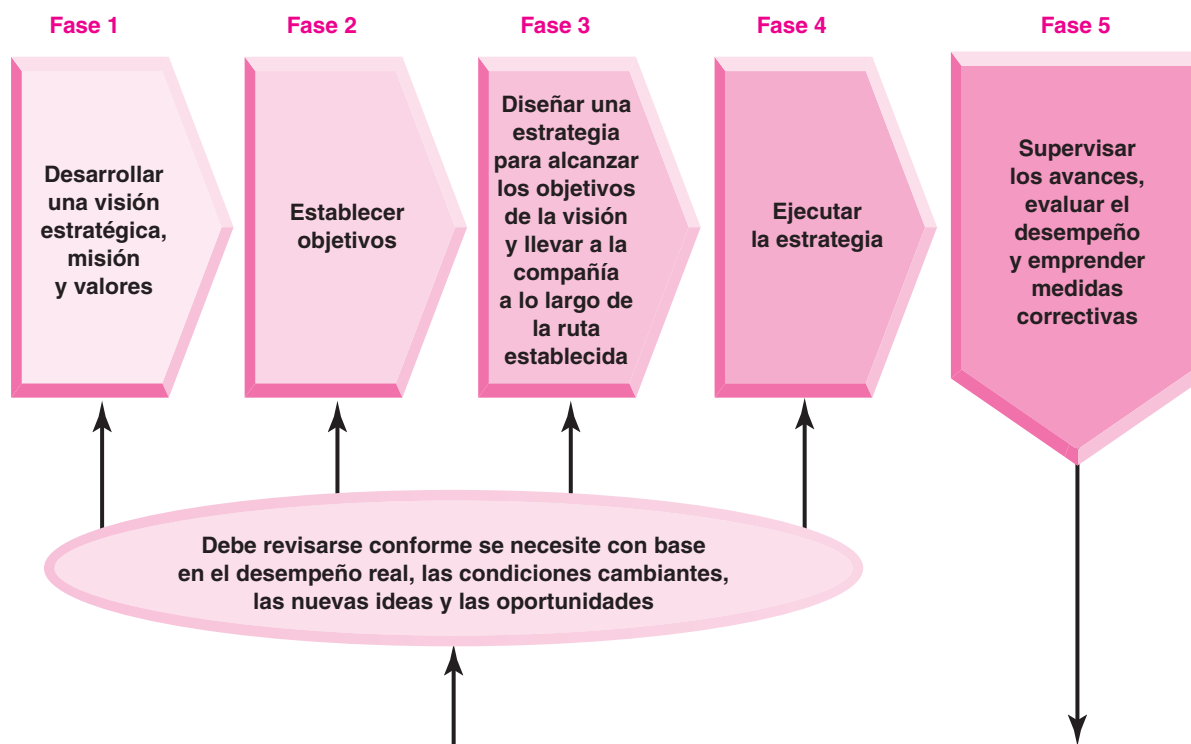 Fase 1
Fase 2
Fase 3
Fase 4
Fase 5
Desarrollar
una visión
estratégica,
misión
y valores
Establecer
objetivos
Diseñar una
estrategia
para alcanzar
los objetivos
de la visión
y llevar a la
compañía
a lo largo de
la ruta
establecida
Ejecutar
la estrategia
Supervisar
los avances,
evaluar el
desempeño
y emprender
medidas
correctivas
Debe revisarse conforme se necesite con base
en el desempeño real, las condiciones cambiantes,
las nuevas ideas y las oportunidades